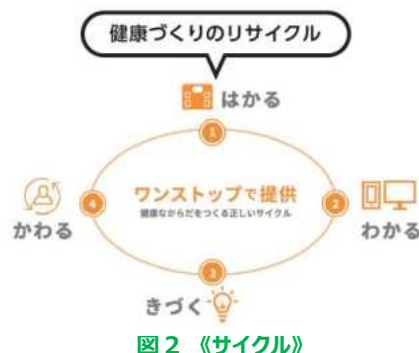 健康づくりのリサイクル
はかる
1
ワンストップで提供
健康なからだをつくる正しいサイクル
4
2
かわる
わかる
3
きづく
図2 《サイクル》